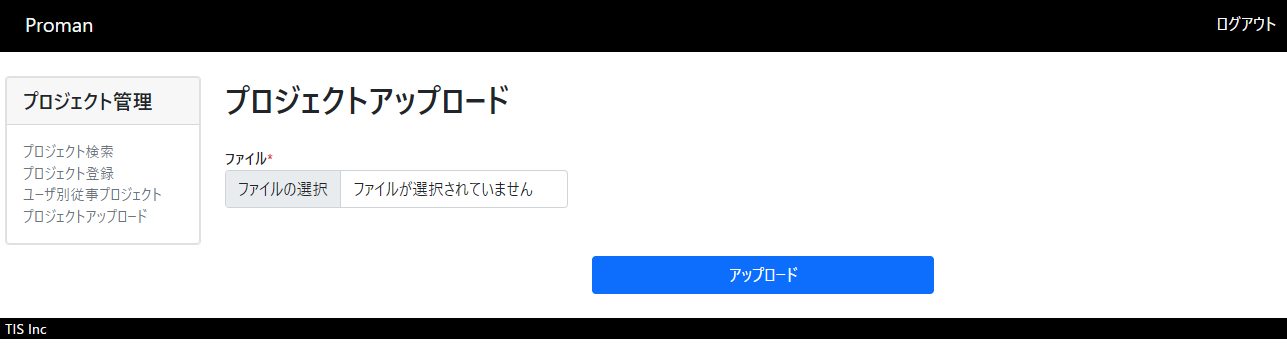 Proman
ログアウト
プロジェクト管理
プロジェクト検索
プロジェクト登録
ユーザ別従事プロジェクト
プロジェクトアップロード
プロジェクトアップロード
ファイル*
ファイルの選択 ファイルが選択されていません
アップロード
TIS Inc